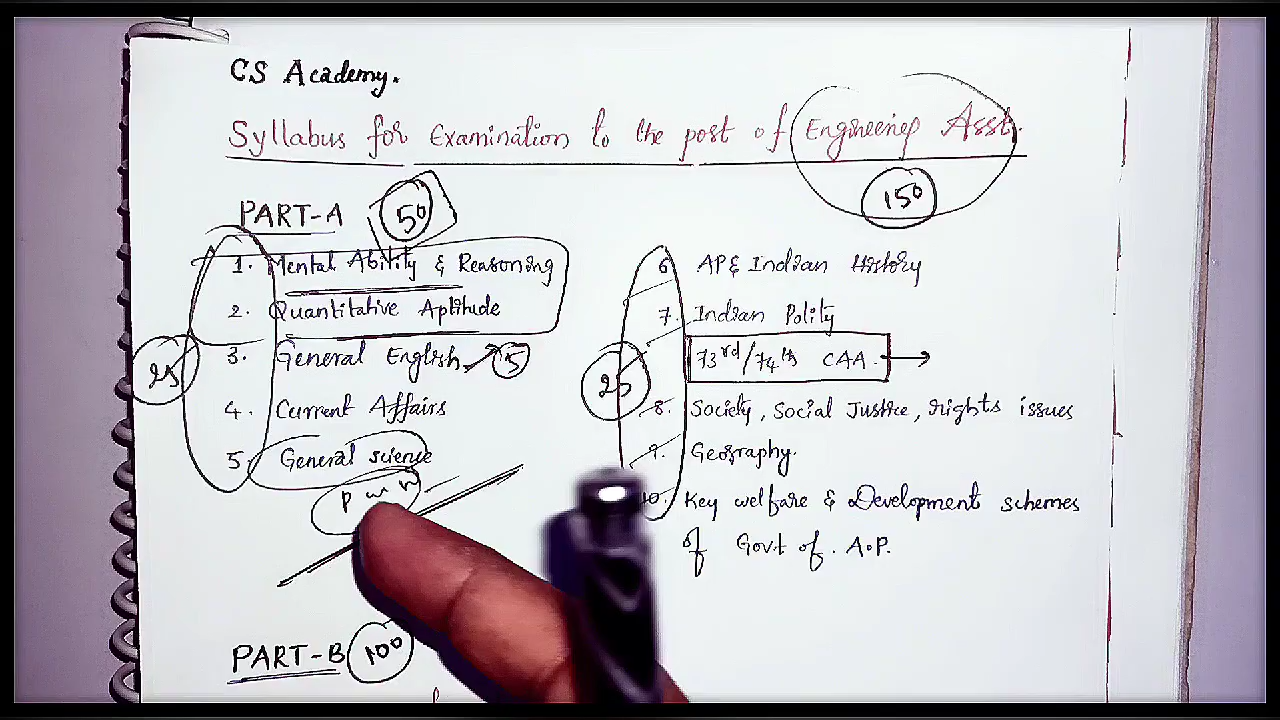 CS Academy.
Syllabus for Examination to the post of Engineering Asst.
150
PART-A 50
1. Mental Ability & Reasoning
2. Quantitative Aptitude
3. General English 5
4. Current Affairs
5. General science
25
6 AP & Indian History
7. Indian Polity
73rd/74th CAA
8. Society, Social Justice, rights issues
9. Geography.
10. Key welfare & Development schemes
of Govt of. A.P.
25
PART-B 100